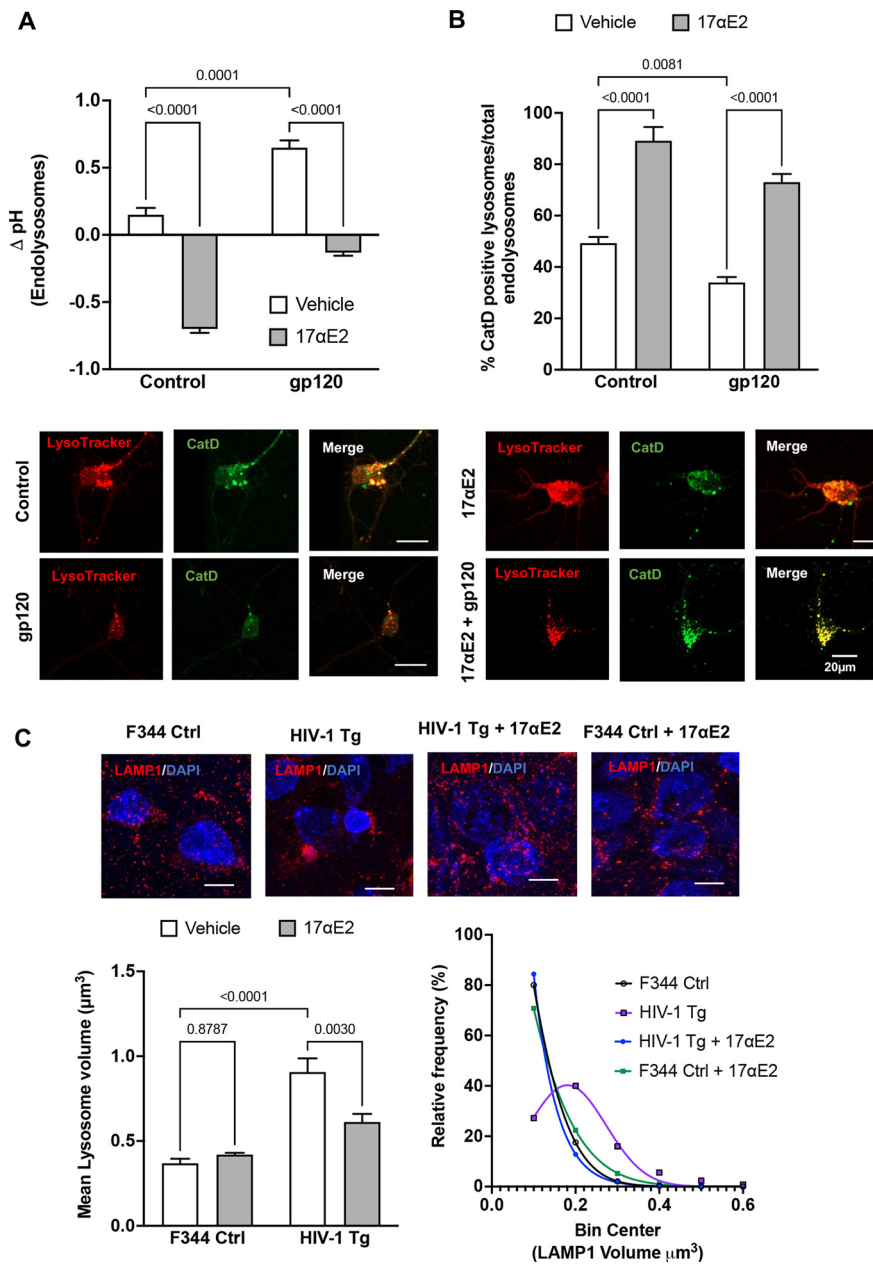 A
0.0001
<0.0001
<0.0001
1.0
0.5
0.0
-0.5
-1.0
Δ pH
(Endolysosomes)
Vehicle
17αE2
Control
gp120
B
Vehicle
17αE2
0.0081
<0.0001
<0.0001
100
80
60
40
20
0
% CatD positive lysosomes/total
endolysosomes
Control
gp120
Control
LysoTracker
CatD
Merge
gp120
LysoTracker
CatD
Merge
17αE2
LysoTracker
CatD
Merge
17αE2 + gp120
LysoTracker
CatD
Merge
20μm
C
F344 Ctrl
HIV-1 Tg
HIV-1 Tg + 17αE2
F344 Ctrl + 17αE2
LAMP1/DAPI
LAMP1/DAPI
LAMP1/DAPI
LAMP1/DAPI
Vehicle
17αE2
<0.0001
0.8787
0.0030
1.5
1.0
0.5
0.0
Mean Lysosome volume (μm³)
F344 Ctrl
HIV-1 Tg
80
60
40
20
0
Relative frequency (%)
F344 Ctrl
HIV-1 Tg
HIV-1 Tg + 17αE2
F344 Ctrl + 17αE2
0.0
0.2
0.4
0.6
Bin Center
(LAMP1 Volume μm³)